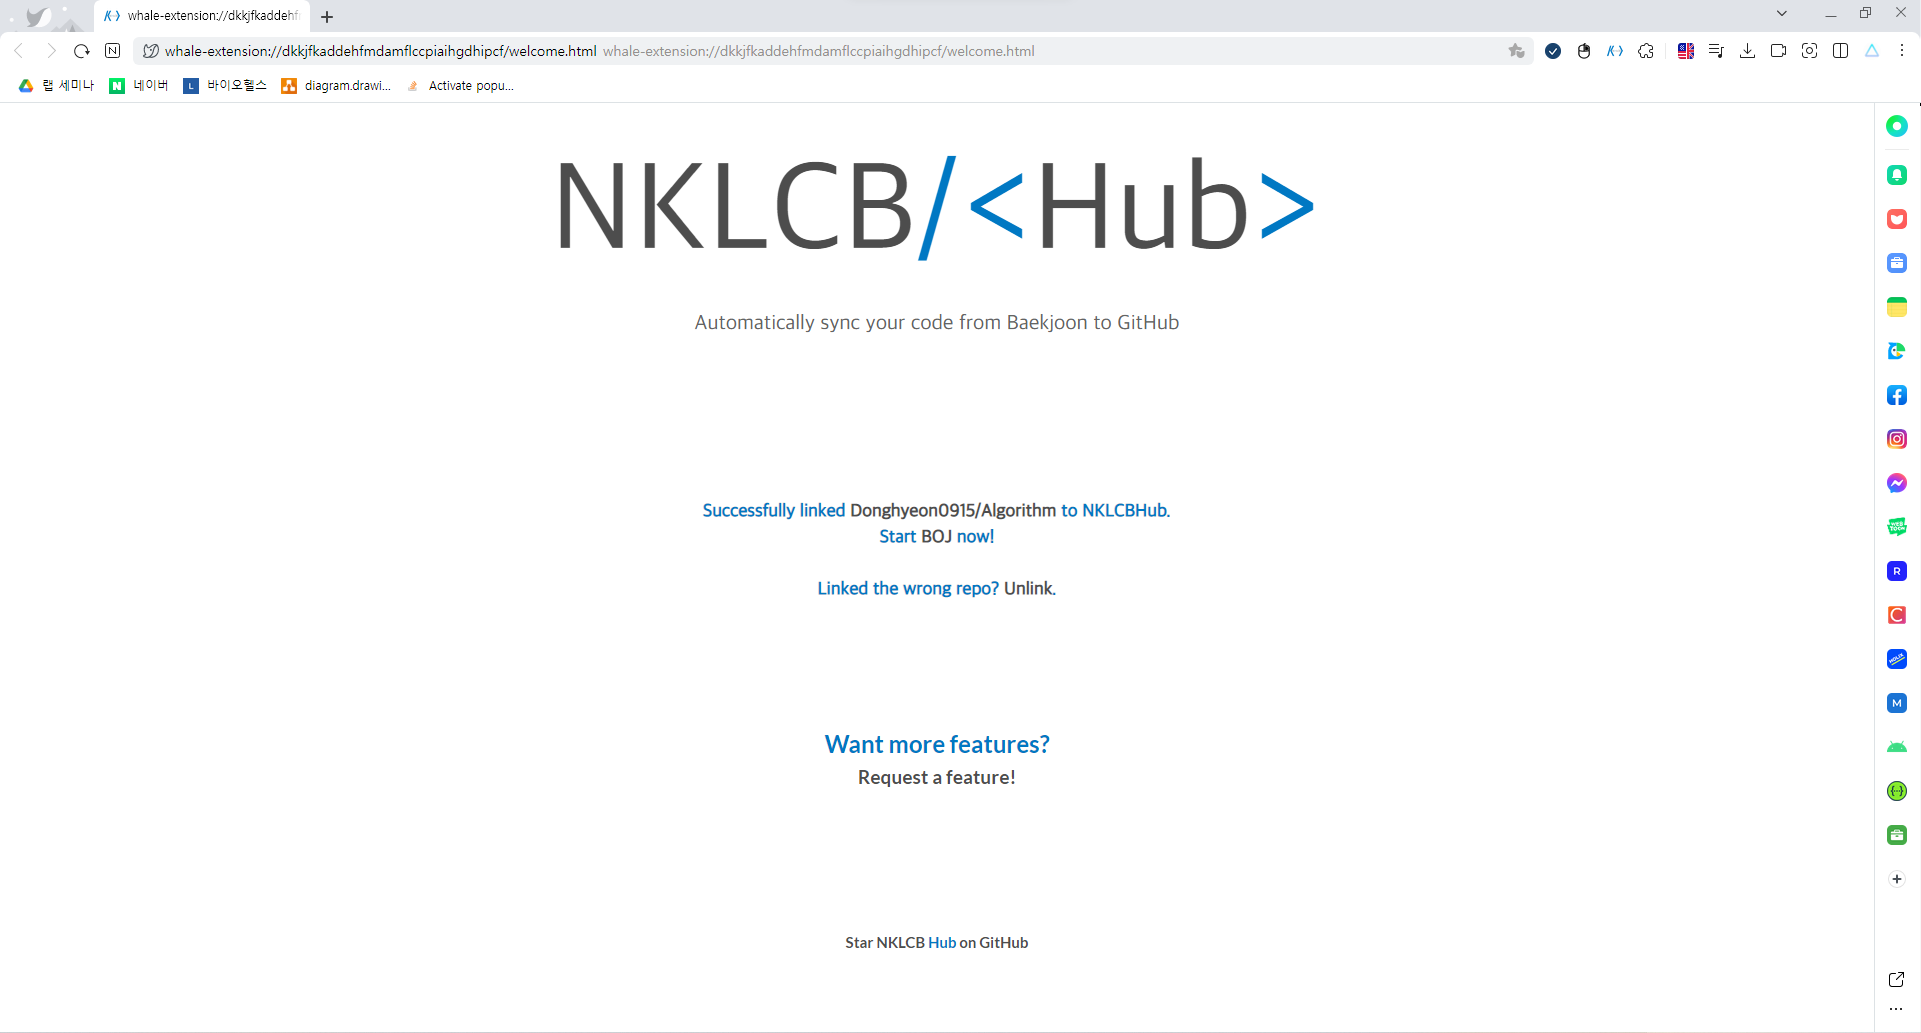 whale-extension://dkkjfkaddehfm
whale-extension://dkkjfkaddehfmdamflccpiaihgdhipcf/welcome.html whale-extension://dkkjfkaddehfmdamflccpiaihgdhipcf/welcome.html
랩 세미나 네이버 바이오헬스 diagram.drawi... Activate popu...
NKLCB/<Hub>
Automatically sync your code from Baekjoon to GitHub
Successfully linked Donghyeon0915/Algorithm to NKLCBHub.
Start BOJ now!
Linked the wrong repo? Unlink.
Want more features?
Request a feature!
Star NKLCB Hub on GitHub